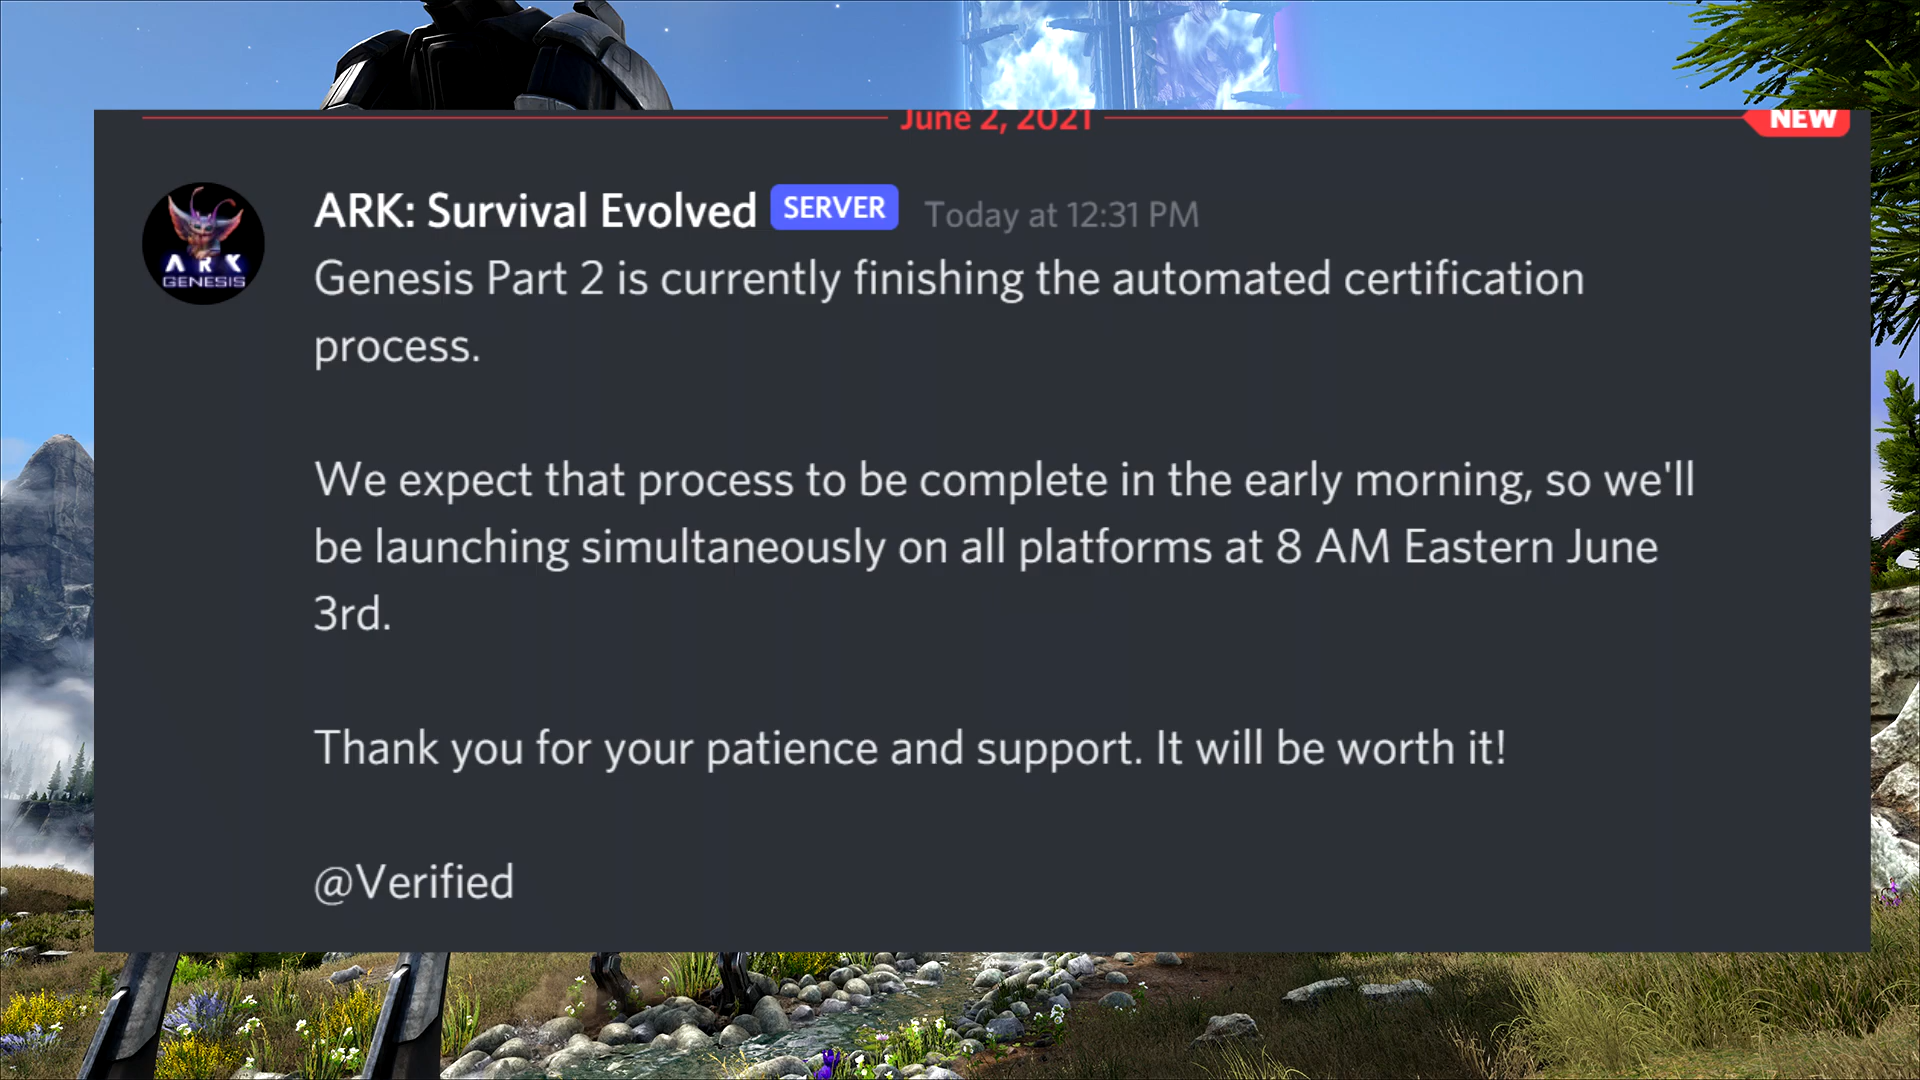 June 2, 2021
NEW
ARK: Survival Evolved SERVER Today at 12:31 PM
ARK
GENESIS
Genesis Part 2 is currently finishing the automated certification
process.
We expect that process to be complete in the early morning, so we'll
be launching simultaneously on all platforms at 8 AM Eastern June
3rd.
Thank you for your patience and support. It will be worth it!
@Verified